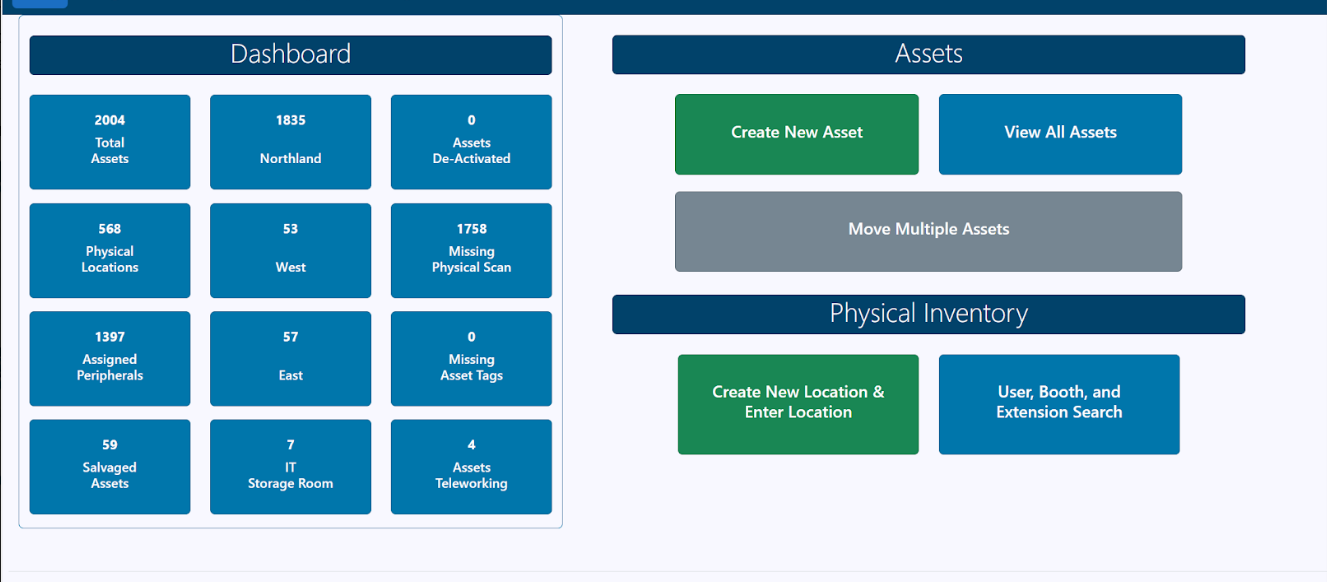 Dashboard
2004
Total
Assets
1835
Northland
0
Assets
De-Activated
568
Physical
Locations
53
West
1758
Missing
Physical Scan
1397
Assigned
Peripherals
57
East
0
Missing
Asset Tags
59
Salvaged
Assets
7
IT
Storage Room
4
Assets
Teleworking
Assets
Create New Asset
View All Assets
Move Multiple Assets
Physical Inventory
Create New Location &
Enter Location
User, Booth, and
Extension Search